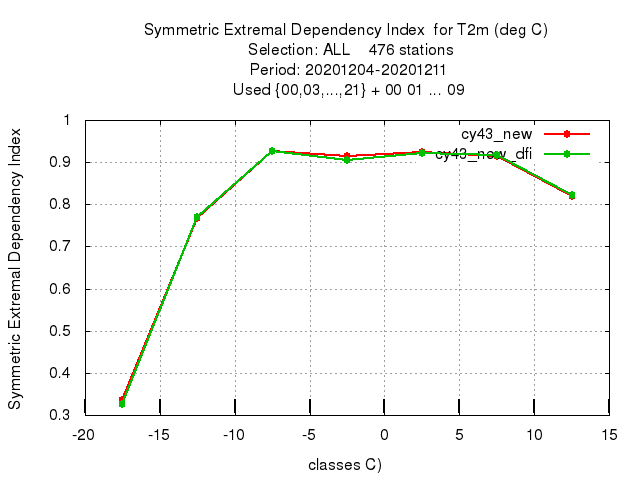 Symmetric Extremal Dependency Index  for T2m (deg C)
Selection: ALL    476 stations
Period: 20201204-20201211
Used {00,03,...,21} + 00 01 ... 09
Symmetric Extremal Dependency Index
1
0.9
0.8
0.7
0.6
0.5
0.4
0.3
cy43_new
cy43_new_dfi
-20 -15 -10 -5 0 5 10 15
classes C)